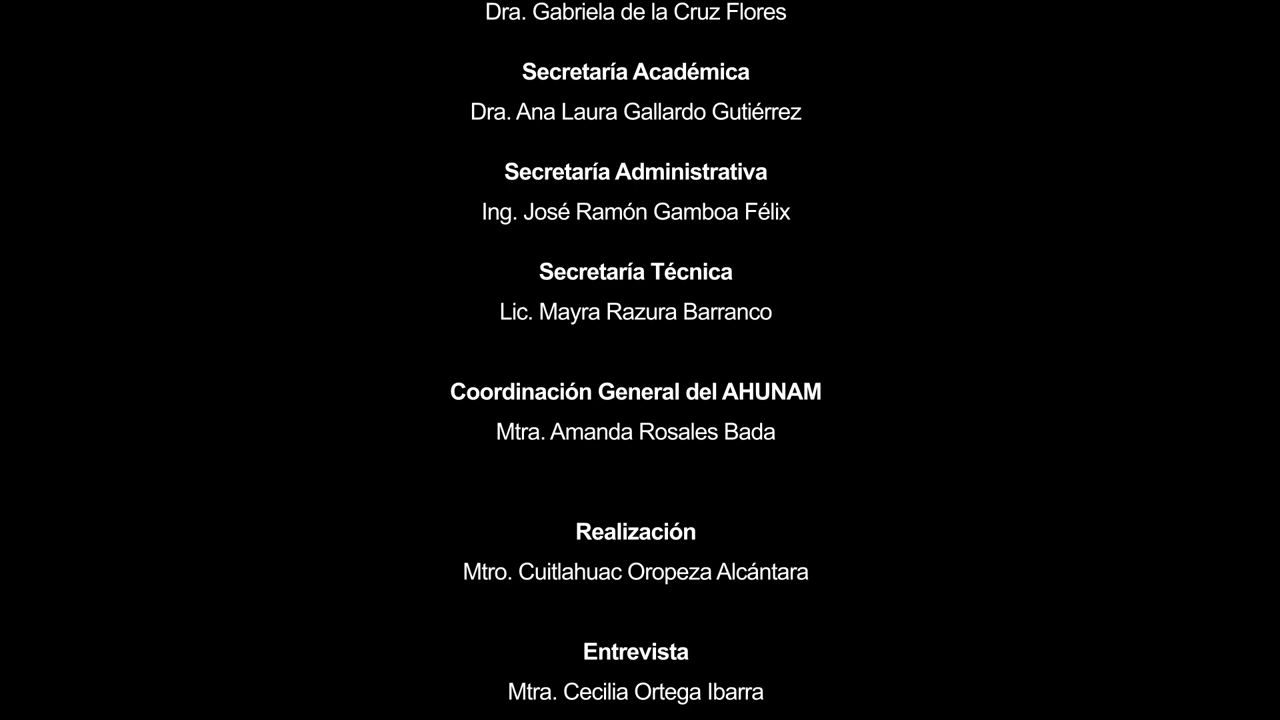 Dra. Gabriela de la Cruz Flores
Secretaría Académica
Dra. Ana Laura Gallardo Gutiérrez
Secretaría Administrativa
Ing. José Ramón Gamboa Félix
Secretaría Técnica
Lic. Mayra Razura Barranco
Coordinación General del AHUNAM
Mtra. Amanda Rosales Bada
Realización
Mtro. Cuitlahuac Oropeza Alcántara
Entrevista
Mtra. Cecilia Ortega Ibarra